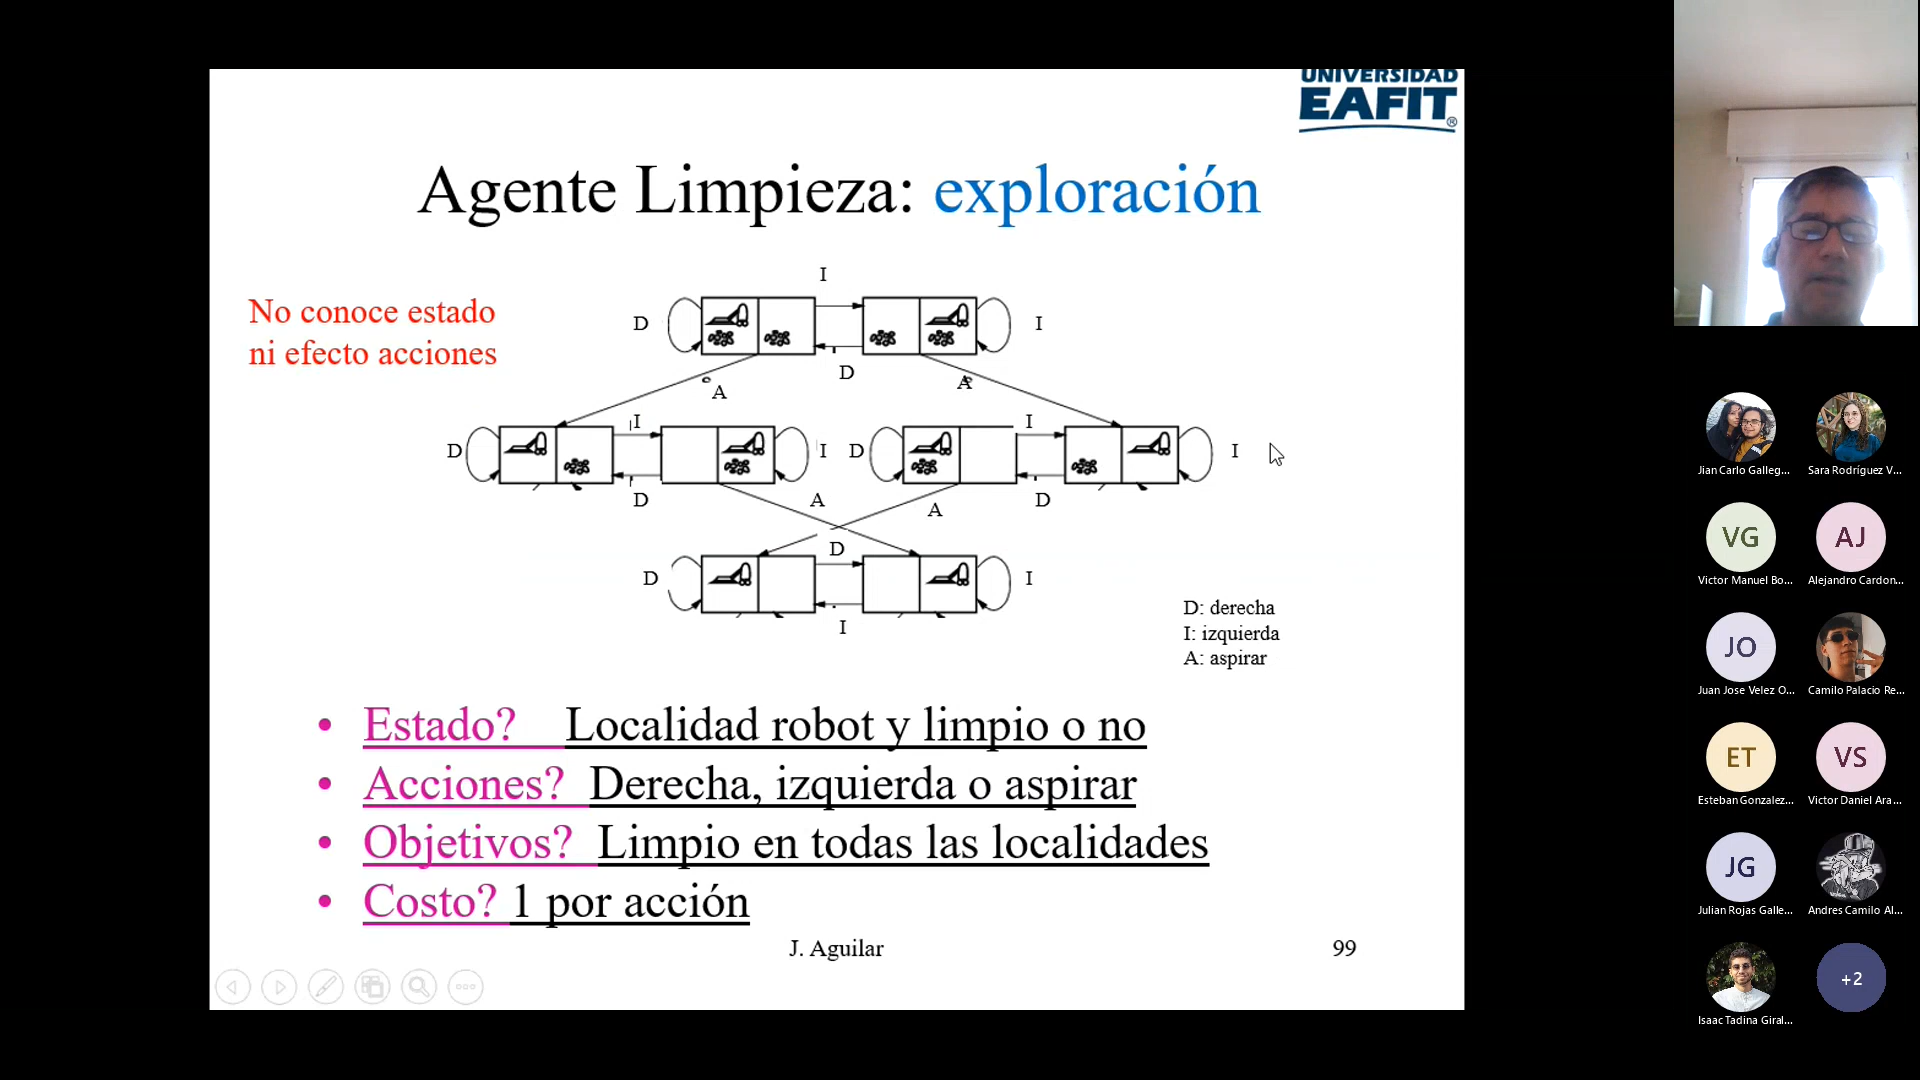 UNIVERSIDAD
EAFIT®
Agente Limpieza: exploración
No conoce estado
ni efecto acciones
I
D
I
D
A
A
D
I
I
D
I
I
D
A
A
D
D
D
I
I
D: derecha
I: izquierda
A: aspirar
• Estado? Localidad robot y limpio o no
• Acciones? Derecha, izquierda o aspirar
• Objetivos? Limpio en todas las localidades
• Costo? 1 por acción
J. Aguilar
99
Jian Carlo Galleg...
Sara Rodríguez V...
VG
AJ
Victor Manuel Bo...
Alejandro Cardon...
JO
Juan Jose Velez O...
Camilo Palacio Re...
ET
VS
Esteban Gonzalez...
Victor Daniel Ara...
JG
Julian Rojas Galle...
Andres Camilo Al...
+2
Isaac Tadina Giral...